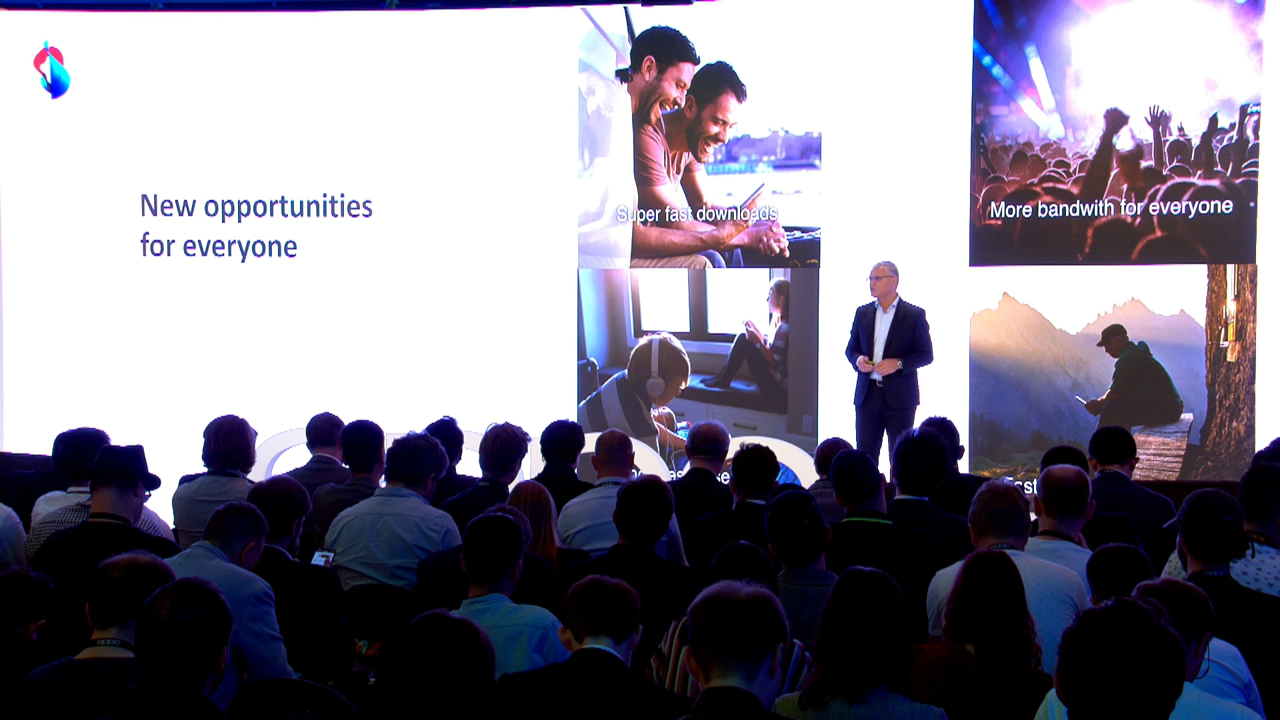 New opportunities
for everyone
Super fast downloads
More bandwith for everyone